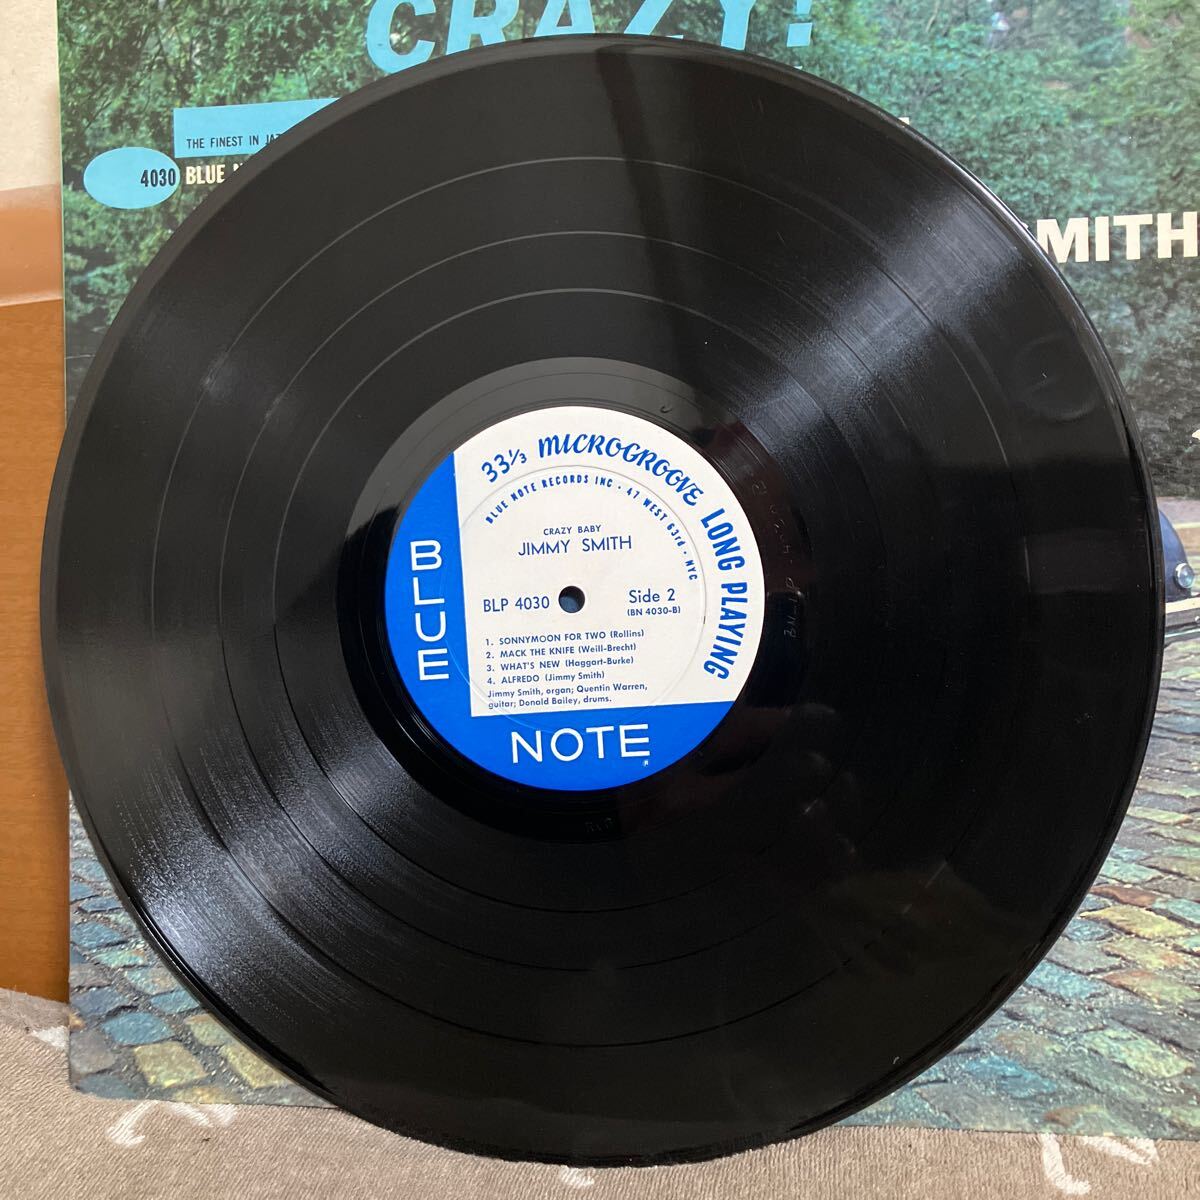 CRAZY!
THE FINEST IN JAZ
4030 BLUE N
SMITH
33⅓ MICROGROOVE LONG PLAYING
BLUE NOTE RECORDS INC · 47 WEST 63rd · NYC
CRAZY BABY
JIMMY SMITH
BLP 4030
Side 2
(BN 4030-B)
1. SONNYMOON FOR TWO (Rollins)
2. MACK THE KNIFE (Weill-Brecht)
3. WHAT'S NEW (Haggart-Burke)
4. ALFREDO (Jimmy Smith)
Jimmy Smith, organ; Quentin Warren,
guitar; Donald Bailey, drums.
BLUE
NOTE
®